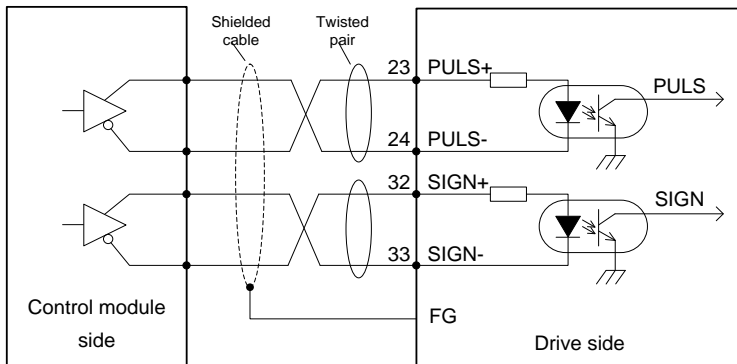 Shielded
cable
Twisted
pair
23 PULS+
PULS
24 PULS-
32 SIGN+
SIGN
33 SIGN-
FG
Control module
side
Drive side